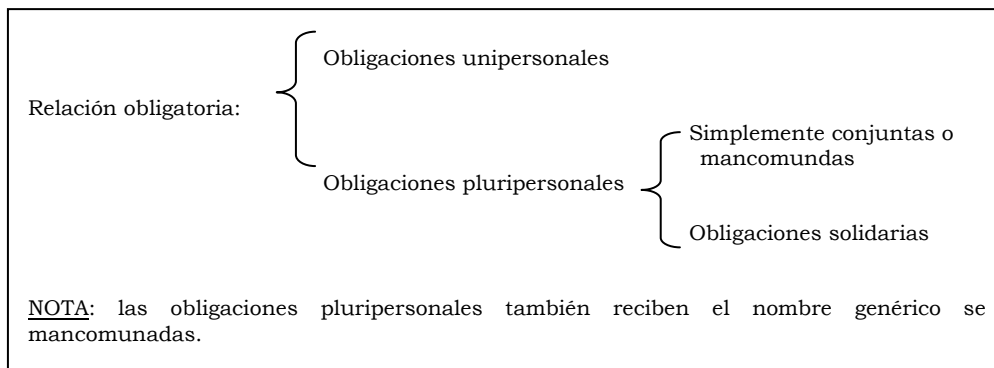 Obligaciones unipersonales
Relación obligatoria:
Simplemente conjuntas o
mancomundas
Obligaciones pluripersonales
Obligaciones solidarias
NOTA: las obligaciones pluripersonales también reciben el nombre genérico se
mancomunadas.